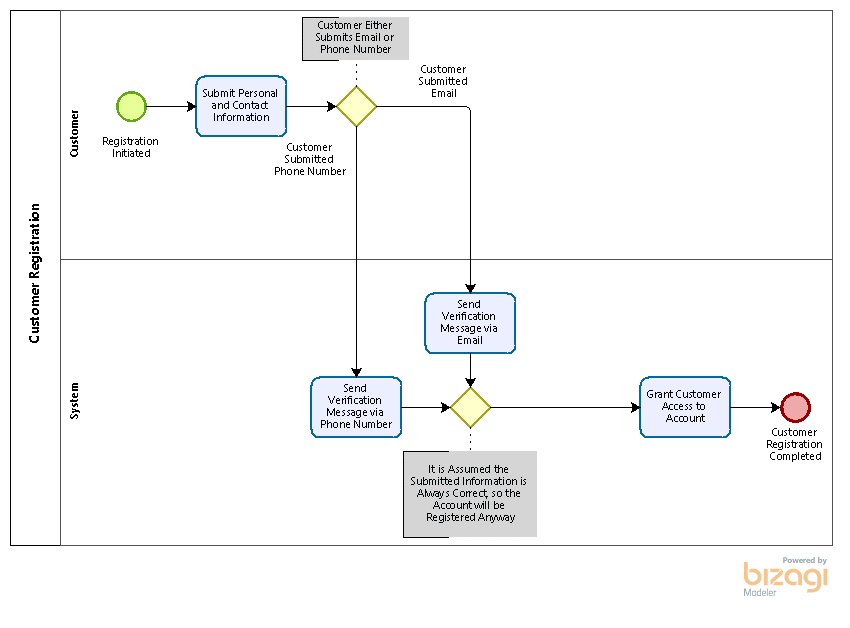 Customer Registration
Customer
Registration
Initiated
Submit Personal
and Contact
Information
Customer Either
Submits Email or
Phone Number
Customer
Submitted
Email
Customer
Submitted
Phone Number
System
Send
Verification
Message via
Email
Send
Verification
Message via
Phone Number
It is Assumed the
Submitted Information is
Always Correct, so the
Account will be
Registered Anyway
Grant Customer
Access to
Account
Customer
Registration
Completed
Powered by
bizagi
Modeler